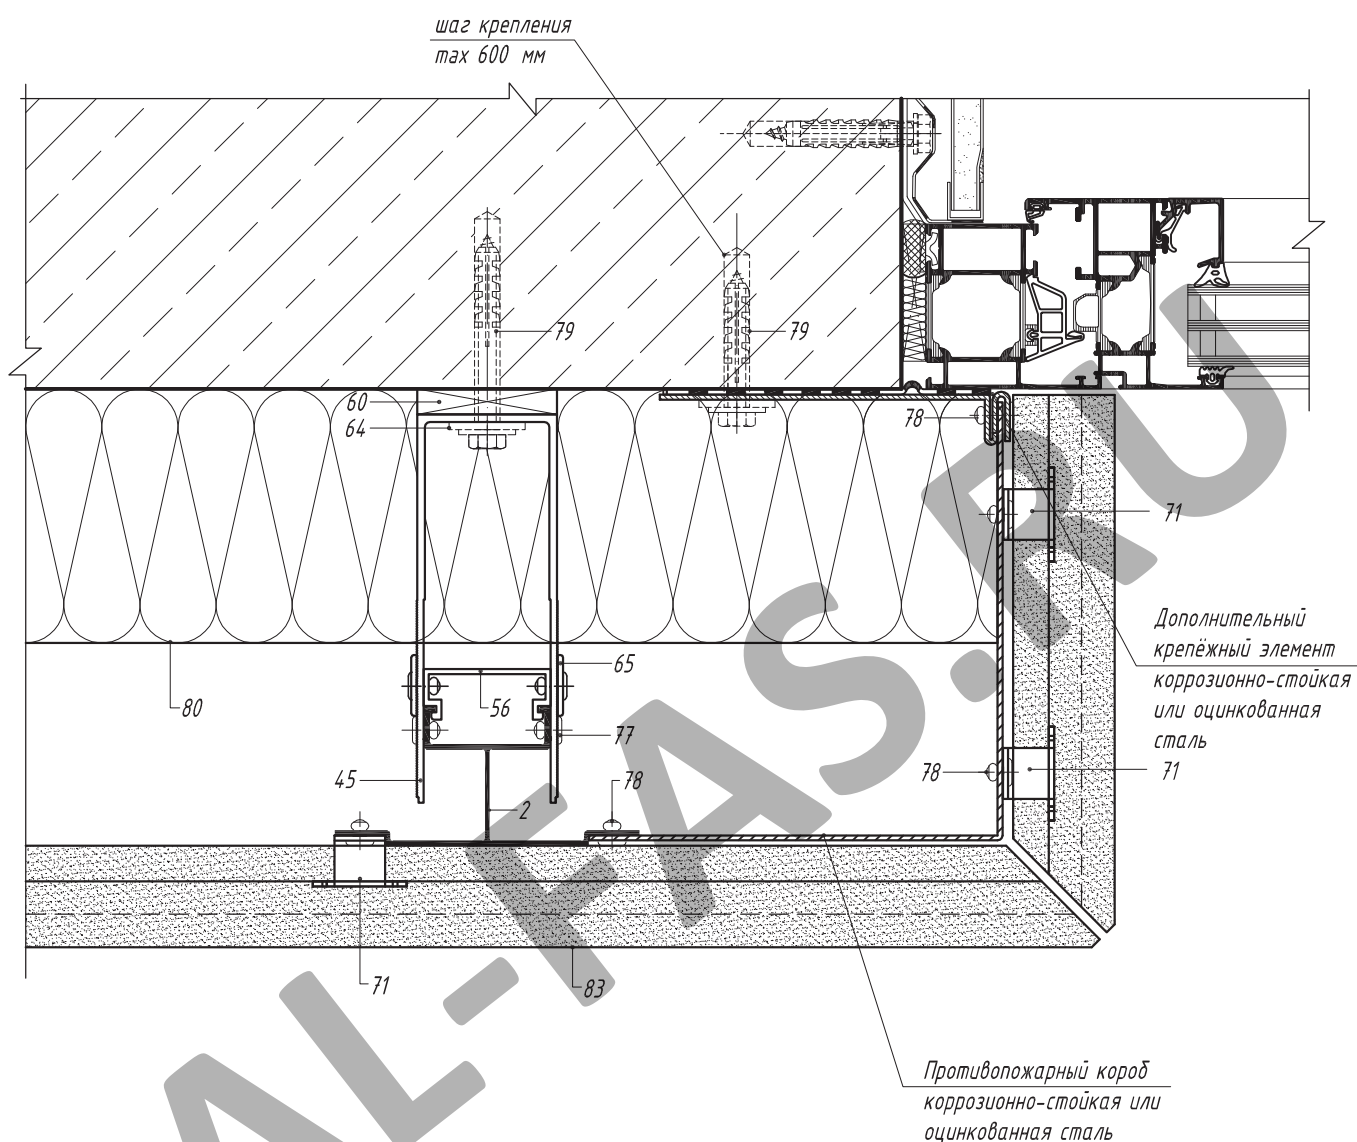 шаг крепления
max 600 мм
79
79
60
64
78
71
65
80
56
77
45
78
2
78
71
Дополнительный
крепёжный элемент
коррозионно-стойкая
или оцинкованная
сталь
71
83
Противопожарный короб
коррозионно-стойкая или
оцинкованная сталь
AL-FAS.RU